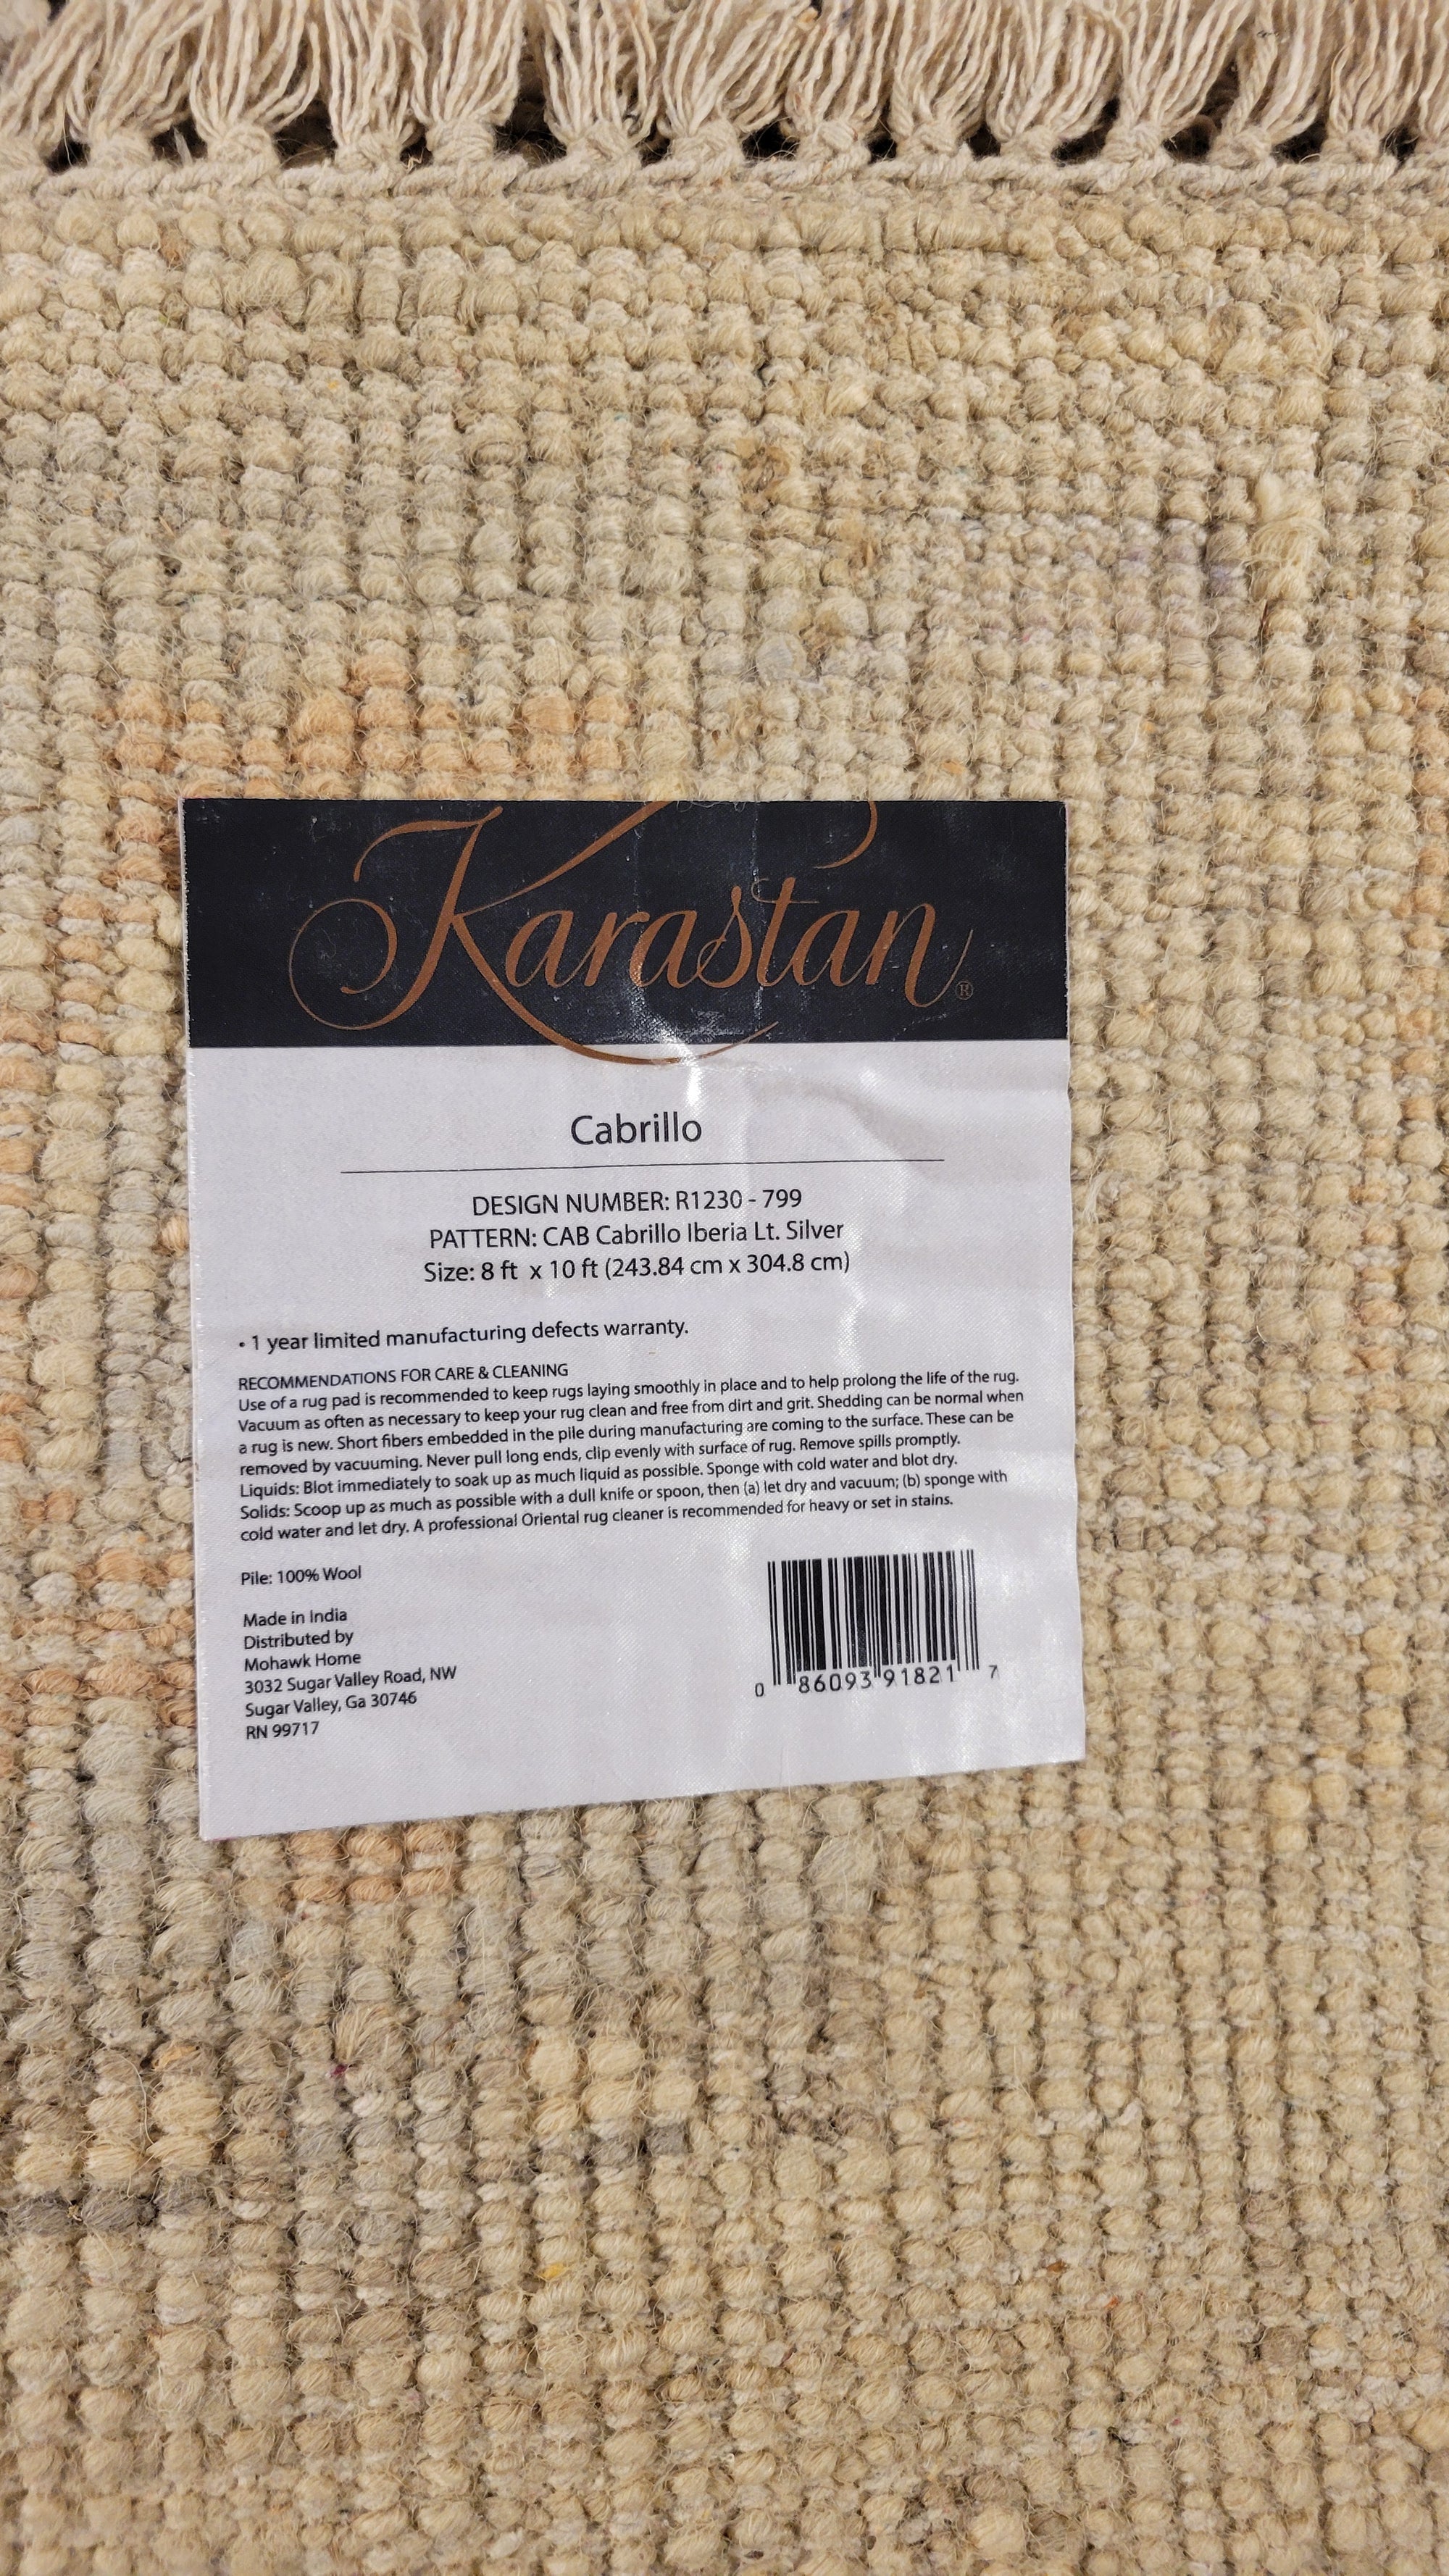 Karastan®
Cabrillo
DESIGN NUMBER: R1230 - 799
PATTERN: CAB Cabrillo Iberia Lt. Silver
Size: 8 ft x 10 ft (243.84 cm x 304.8 cm)
• 1 year limited manufacturing defects warranty.
RECOMMENDATIONS FOR CARE & CLEANING
Use of a rug pad is recommended to keep rugs laying smoothly in place and to help prolong the life of the rug.
Vacuum as often as necessary to keep your rug clean and free from dirt and grit. Shedding can be normal when
a rug is new. Short fibers embedded in the pile during manufacturing are coming to the surface. These can be
removed by vacuuming. Never pull long ends, clip evenly with surface of rug. Remove spills promptly.
Liquids: Blot immediately to soak up as much liquid as possible. Sponge with cold water and blot dry.
Solids: Scoop up as much as possible with a dull knife or spoon, then (a) let dry and vacuum; (b) sponge with
cold water and let dry. A professional Oriental rug cleaner is recommended for heavy or set in stains.
Pile: 100% Wool
Made in India
Distributed by
Mohawk Home
3032 Sugar Valley Road, NW
Sugar Valley, Ga 30746
RN 99717
0 86093 91821 7